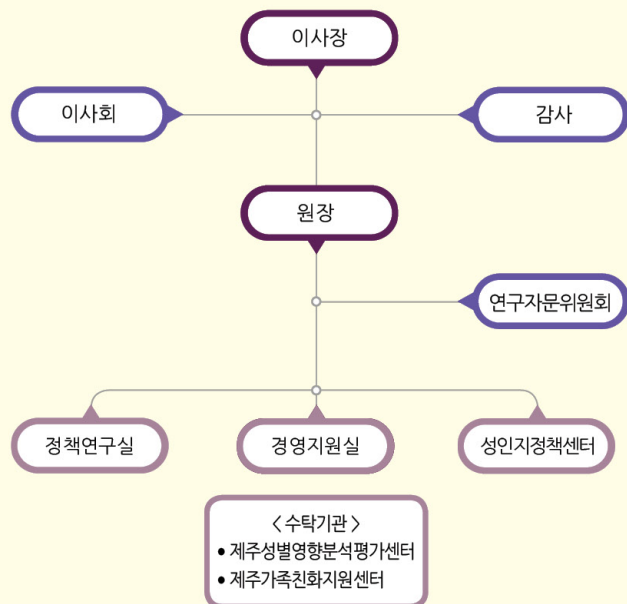 이사장
이사회
감사
원장
연구자문위원회
정책연구실
경영지원실
성인지정책센터
< 수탁기관 >
• 제주성별영향분석평가센터
• 제주가족친화지원센터